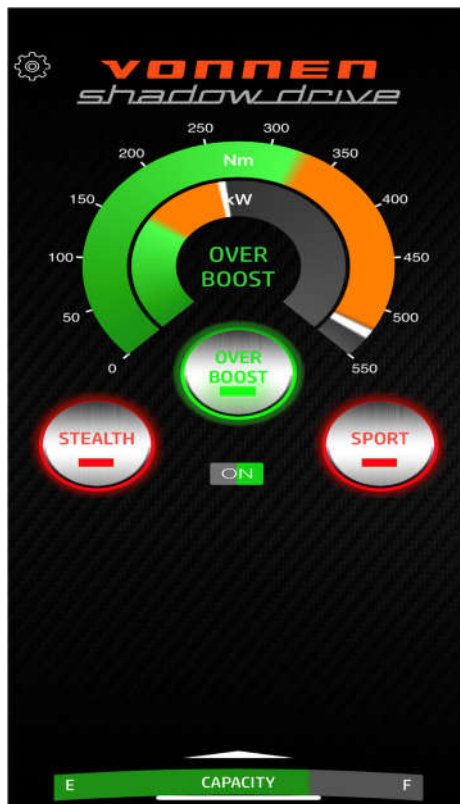 VONNEN
shadow drive
250
300
200
Nm
350
150
kW
400
100
OVER
BOOST
450
50
500
0
550
OVER
BOOST
STEALTH
SPORT
ON
E
CAPACITY
F